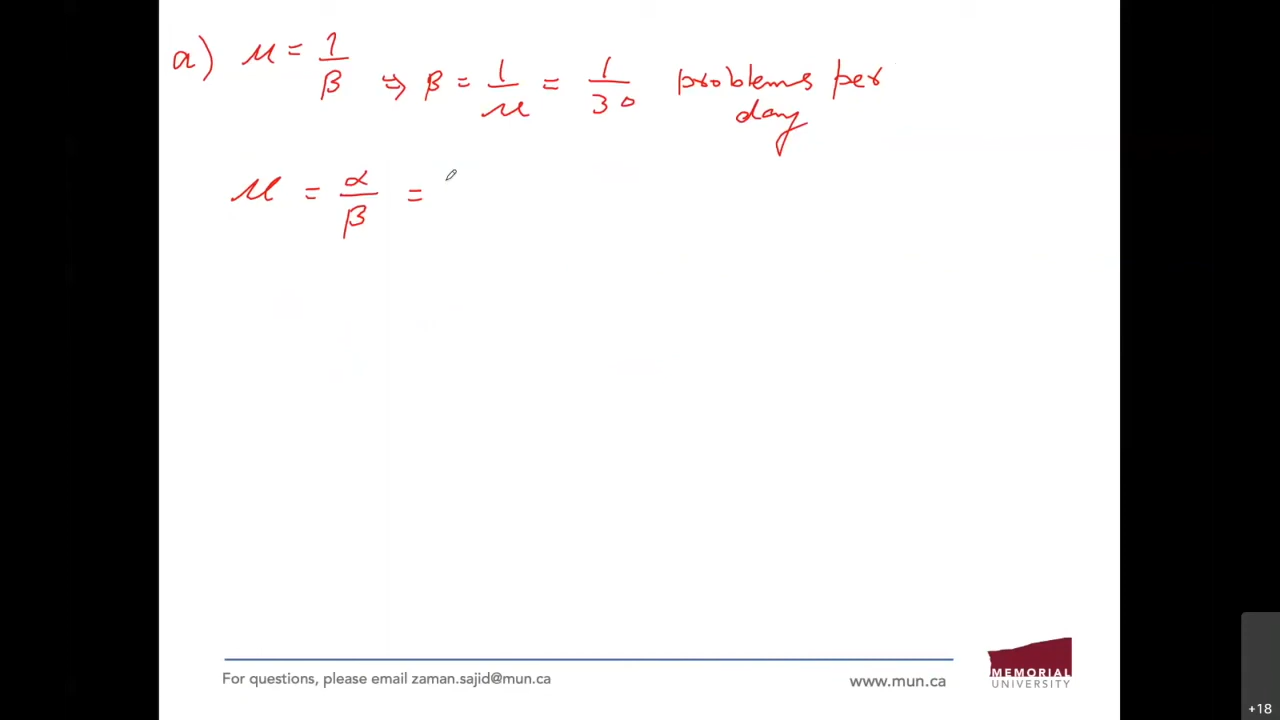 a) μ = 1/β ⇒ β = 1/μ = 1/30 problems per day
μ = α/β =
For questions, please email zaman.sajid@mun.ca
www.mun.ca
MEMORIAL
UNIVERSITY
+18